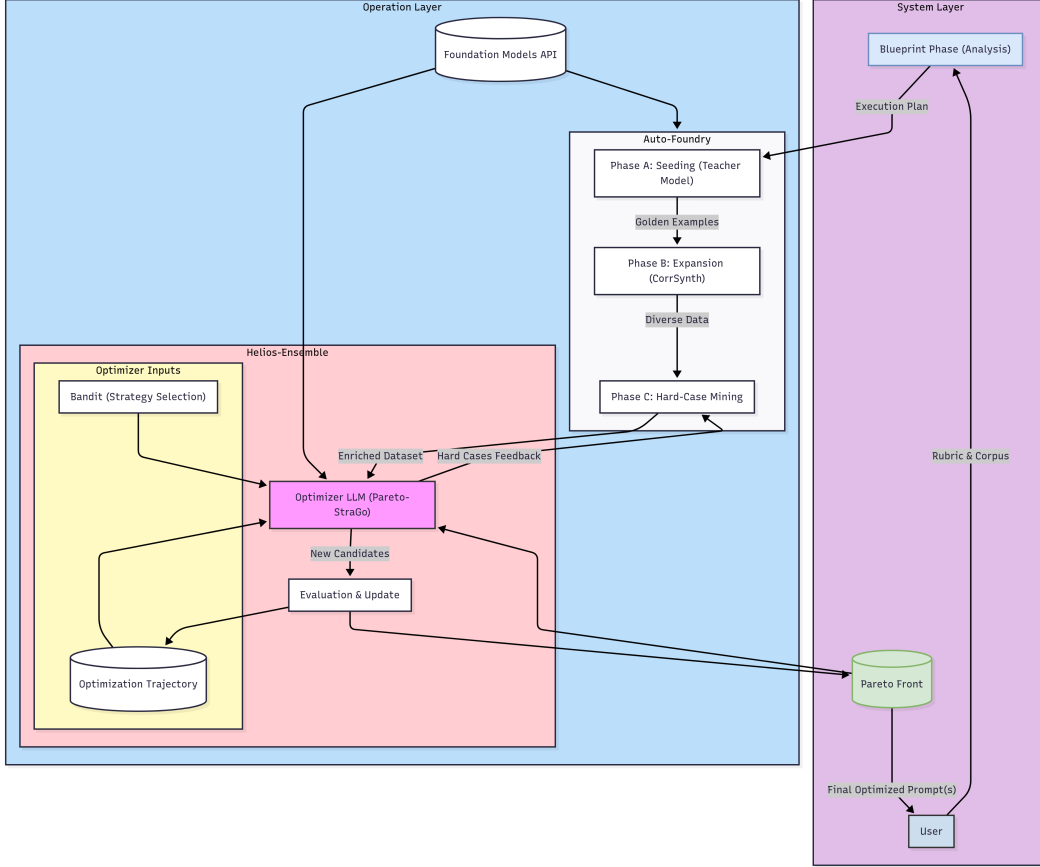 Operation Layer
System Layer
Foundation Models API
Blueprint Phase (Analysis)
Execution Plan
Auto-Foundry
Phase A: Seeding (Teacher
Model)
Golden Examples
Phase B: Expansion
(CorrSynth)
Diverse Data
Helios-Ensemble
Optimizer Inputs
Bandit (Strategy Selection)
Phase C: Hard-Case Mining
Enriched Dataset
Hard Cases Feedback
Rubric & Corpus
Optimizer LLM (Pareto-
StraGo)
New Candidates
Evaluation & Update
Optimization Trajectory
Pareto Front
Final Optimized Prompt(s)
User